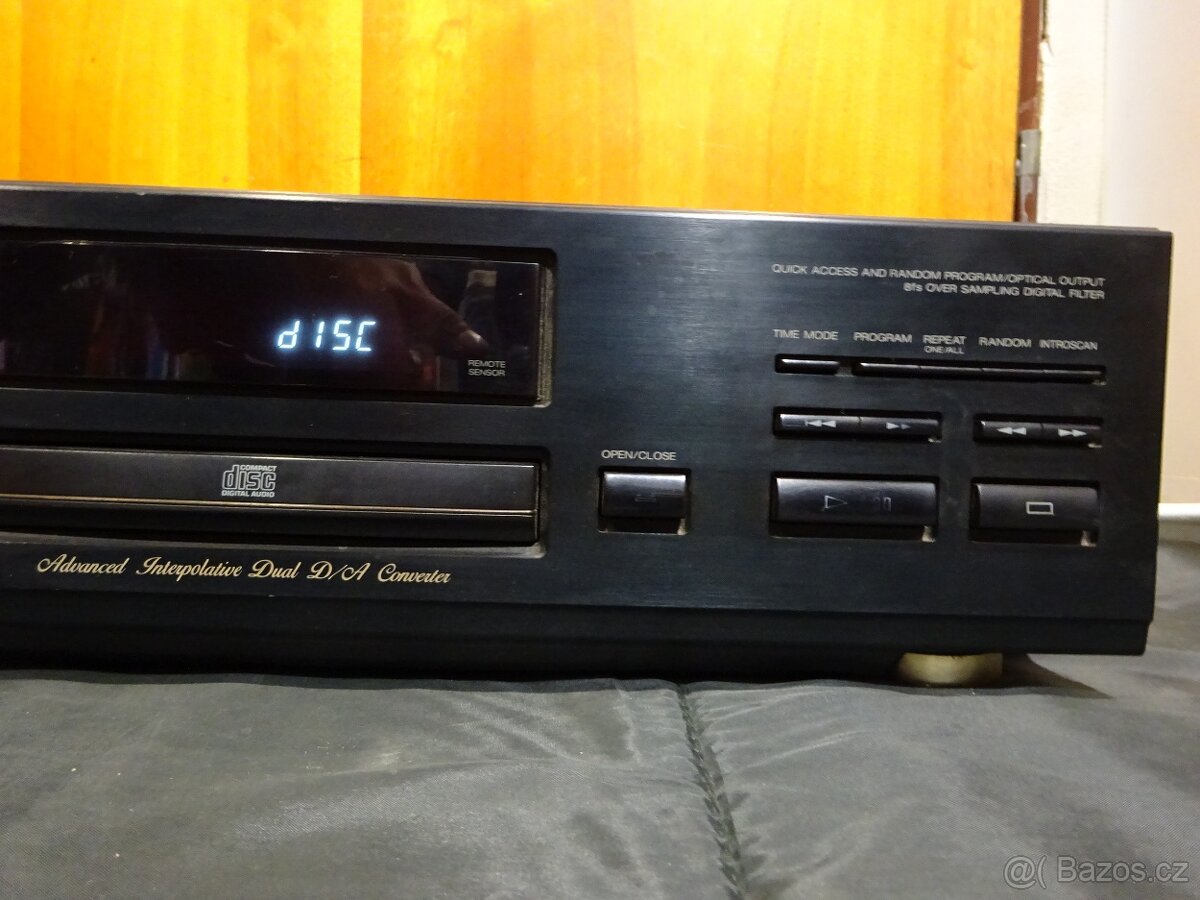 QUICK ACCESS AND RANDOM PROGRAM/OPTICAL OUTPUT
8fs OVER SAMPLING DIGITAL FILTER
dISC
REMOTE
SENSOR
TIME MODE PROGRAM REPEAT RANDOM INTROSCAN
ONE/ALL
OPEN/CLOSE
COMPACT
disc
DIGITAL AUDIO
Advanced Interpolative Dual D/A Converter
@( Bazos.cz